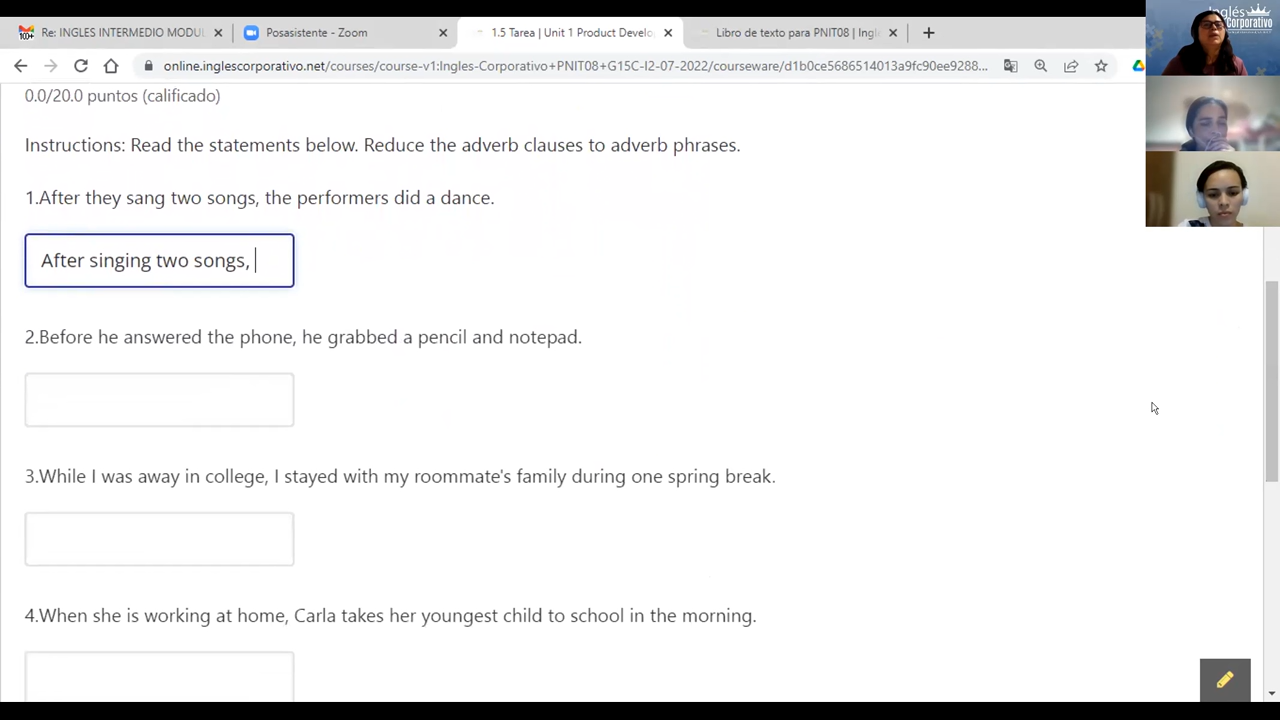 Re: INGLES INTERMEDIO MODUL
Posasistente - Zoom
1.5 Tarea | Unit 1 Product Develo
Libro de texto para PNIT08 | Ingl
online.inglescorporativo.net/courses/course-v1:Ingles-Corporativo+PNIT08+G15C-I2-07-2022/courseware/d1b0ce5686514013a9fc90ee9288...
Inglés
Corporativo
0.0/20.0 puntos (calificado)
Instructions: Read the statements below. Reduce the adverb clauses to adverb phrases.
1.After they sang two songs, the performers did a dance.
After singing two songs,
2.Before he answered the phone, he grabbed a pencil and notepad.
3.While I was away in college, I stayed with my roommate's family during one spring break.
4.When she is working at home, Carla takes her youngest child to school in the morning.